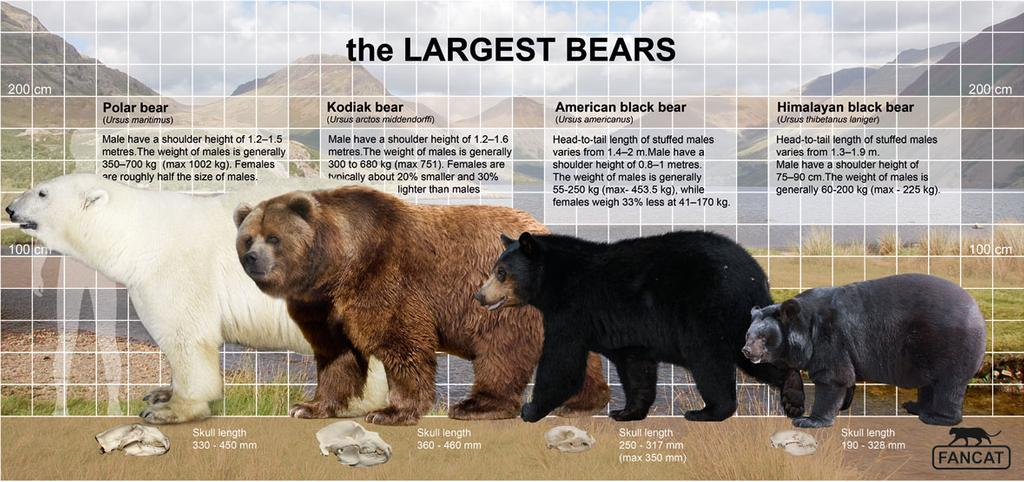 the LARGEST BEARS
200 cm
200 cm
Polar bear
(Ursus maritimus)
Male have a shoulder height of 1.2–1.5
metres.The weight of males is generally
350–700 kg (max 1002 kg). Females
are roughly half the size of males.
Kodiak bear
(Ursus arctos middendorffi)
Male have a shoulder height of 1.2–1.6
metres.The weight of males is generally
300 to 680 kg (max 751). Females are
typically about 20% smaller and 30%
lighter than males
American black bear
(Ursus americanus)
Head-to-tail length of stuffed males
varies from 1.4–2 m.Male have a
shoulder height of 0.8–1 metres.
The weight of males is generally
55-250 kg (max- 453.5 kg), while
females weigh 33% less at 41–170 kg.
Himalayan black bear
(Ursus thibetanus laniger)
Head-to-tail length of stuffed males
varies from 1.3–1.9 m.
Male have a shoulder height of
75–90 cm.The weight of males is
generally 60-200 kg (max - 225 kg).
100 cm
100 cm
Skull length
330 - 450 mm
Skull length
360 - 460 mm
Skull length
250 - 317 mm
(max 350 mm)
Skull length
190 - 328 mm
FANCAT